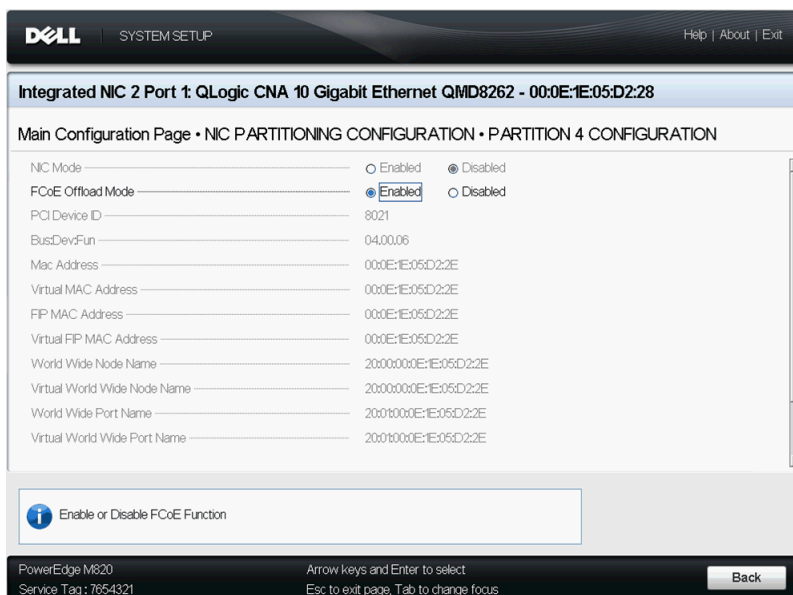 DELL
SYSTEM SETUP
Help | About | Exit
Integrated NIC 2 Port 1: QLogic CNA 10 Gigabit Ethernet QMD8262 - 00:0E:1E:05:D2:28
Main Configuration Page • NIC PARTITIONING CONFIGURATION • PARTITION 4 CONFIGURATION
NIC Mode Enabled Disabled
FCoE Offload Mode Enabled Disabled
PCI Device ID 8021
Bus:Dev:Fun 04.00.06
Mac Address 00:0E:1E:05:D2:2E
Virtual MAC Address 00:0E:1E:05:D2:2E
FIP MAC Address 00:0E:1E:05:D2:2E
Virtual FIP MAC Address 00:0E:1E:05:D2:2E
World Wide Node Name 20:00:00:0E:1E:05:D2:2E
Virtual World Wide Node Name 20:00:00:0E:1E:05:D2:2E
World Wide Port Name 20:01:00:0E:1E:05:D2:2E
Virtual World Wide Port Name 20:01:00:0E:1E:05:D2:2E
Enable or Disable FCoE Function
PowerEdge M820
Service Tag : 7654321
Arrow keys and Enter to select
Esc to exit page, Tab to change focus
Back